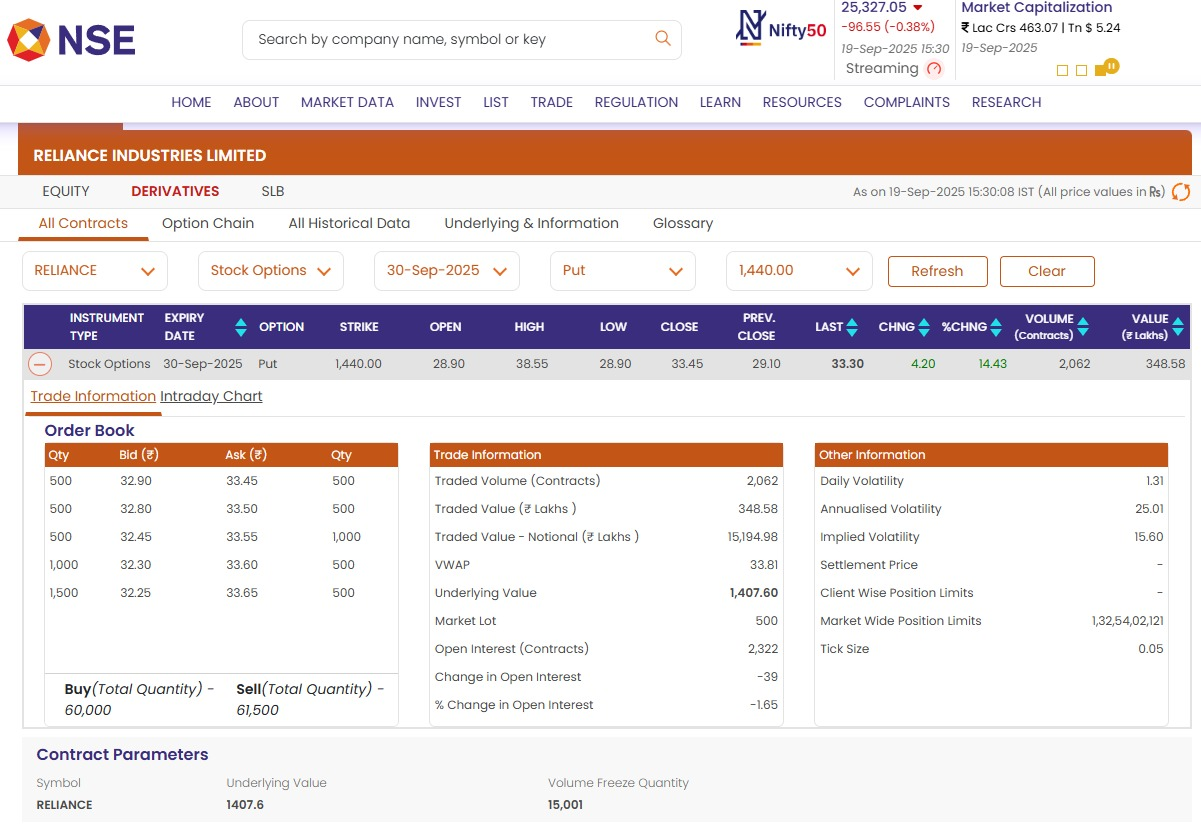 NSE
Search by company name, symbol or key
Nifty50
25,327.05
-96.55 (-0.38%)
19-Sep-2025 15:30
Streaming
Market Capitalization
₹ Lac Crs 463.07 | Tn $ 5.24
19-Sep-2025
HOME ABOUT MARKET DATA INVEST LIST TRADE REGULATION LEARN RESOURCES COMPLAINTS RESEARCH
RELIANCE INDUSTRIES LIMITED
EQUITY DERIVATIVES SLB As on 19-Sep-2025 15:30:08 IST (All price values in ₨)
All Contracts Option Chain All Historical Data Underlying & Information Glossary
RELIANCE Stock Options 30-Sep-2025 Put 1,440.00 Refresh Clear
INSTRUMENT TYPE EXPIRY DATE OPTION STRIKE OPEN HIGH LOW CLOSE PREV. CLOSE LAST CHNG %CHNG VOLUME (Contracts) VALUE (₹ Lakhs)
Stock Options 30-Sep-2025 Put 1,440.00 28.90 38.55 28.90 33.45 29.10 33.30 4.20 14.43 2,062 348.58
Trade Information Intraday Chart
Order Book
Qty Bid (₹) Ask (₹) Qty
500 32.90 33.45 500
500 32.80 33.50 500
500 32.45 33.55 1,000
1,000 32.30 33.60 500
1,500 32.25 33.65 500
Buy(Total Quantity) - 60,000
Sell(Total Quantity) - 61,500
Trade Information
Traded Volume (Contracts) 2,062
Traded Value (₹ Lakhs ) 348.58
Traded Value - Notional (₹ Lakhs ) 15,194.98
VWAP 33.81
Underlying Value 1,407.60
Market Lot 500
Open Interest (Contracts) 2,322
Change in Open Interest -39
% Change in Open Interest -1.65
Other Information
Daily Volatility 1.31
Annualised Volatility 25.01
Implied Volatility 15.60
Settlement Price -
Client Wise Position Limits -
Market Wide Position Limits 1,32,54,02,121
Tick Size 0.05
Contract Parameters
Symbol Underlying Value Volume Freeze Quantity
RELIANCE 1407.6 15,001